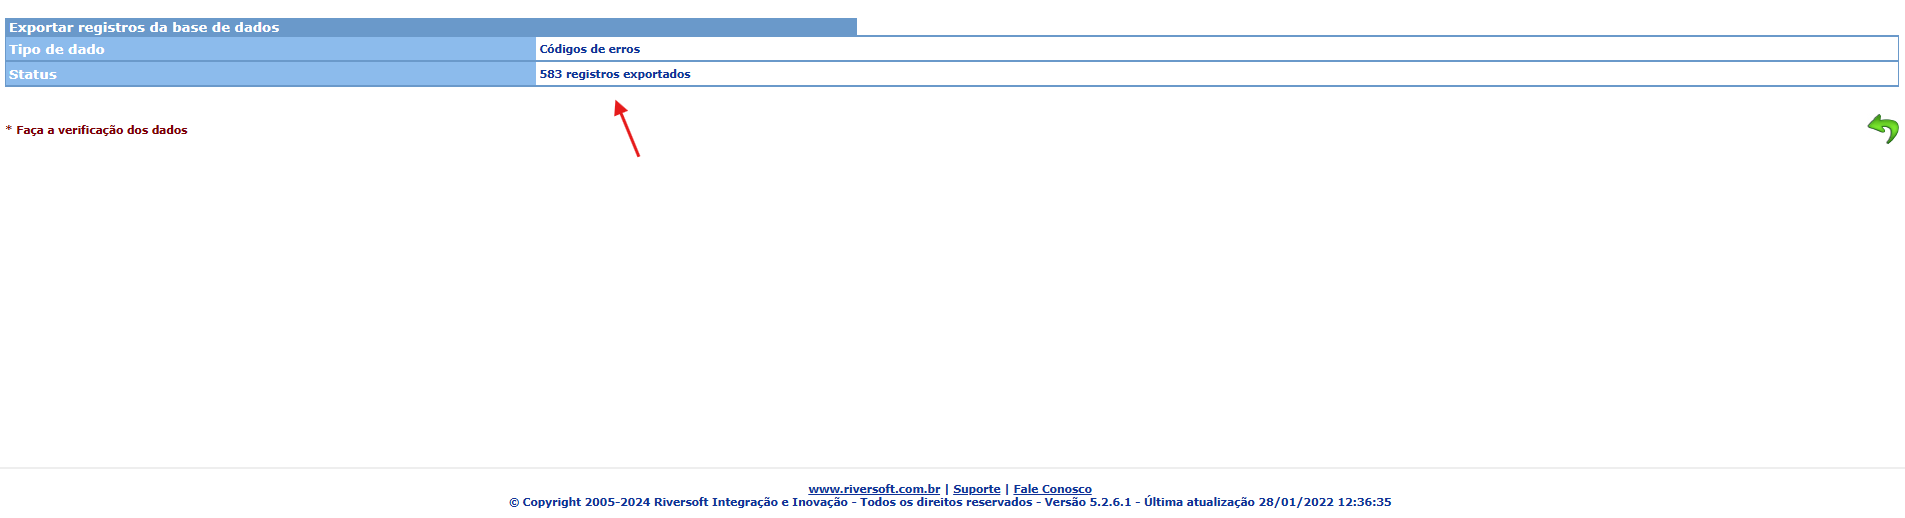 Exportar registros da base de dados
Tipo de dado Códigos de erros
Status 583 registros exportados
* Faça a verificação dos dados
www.riversoft.com.br | Suporte | Fale Conosco
© Copyright 2005-2024 Riversoft Integração e Inovação - Todos os direitos reservados - Versão 5.2.6.1 - Última atualização 28/01/2022 12:36:35